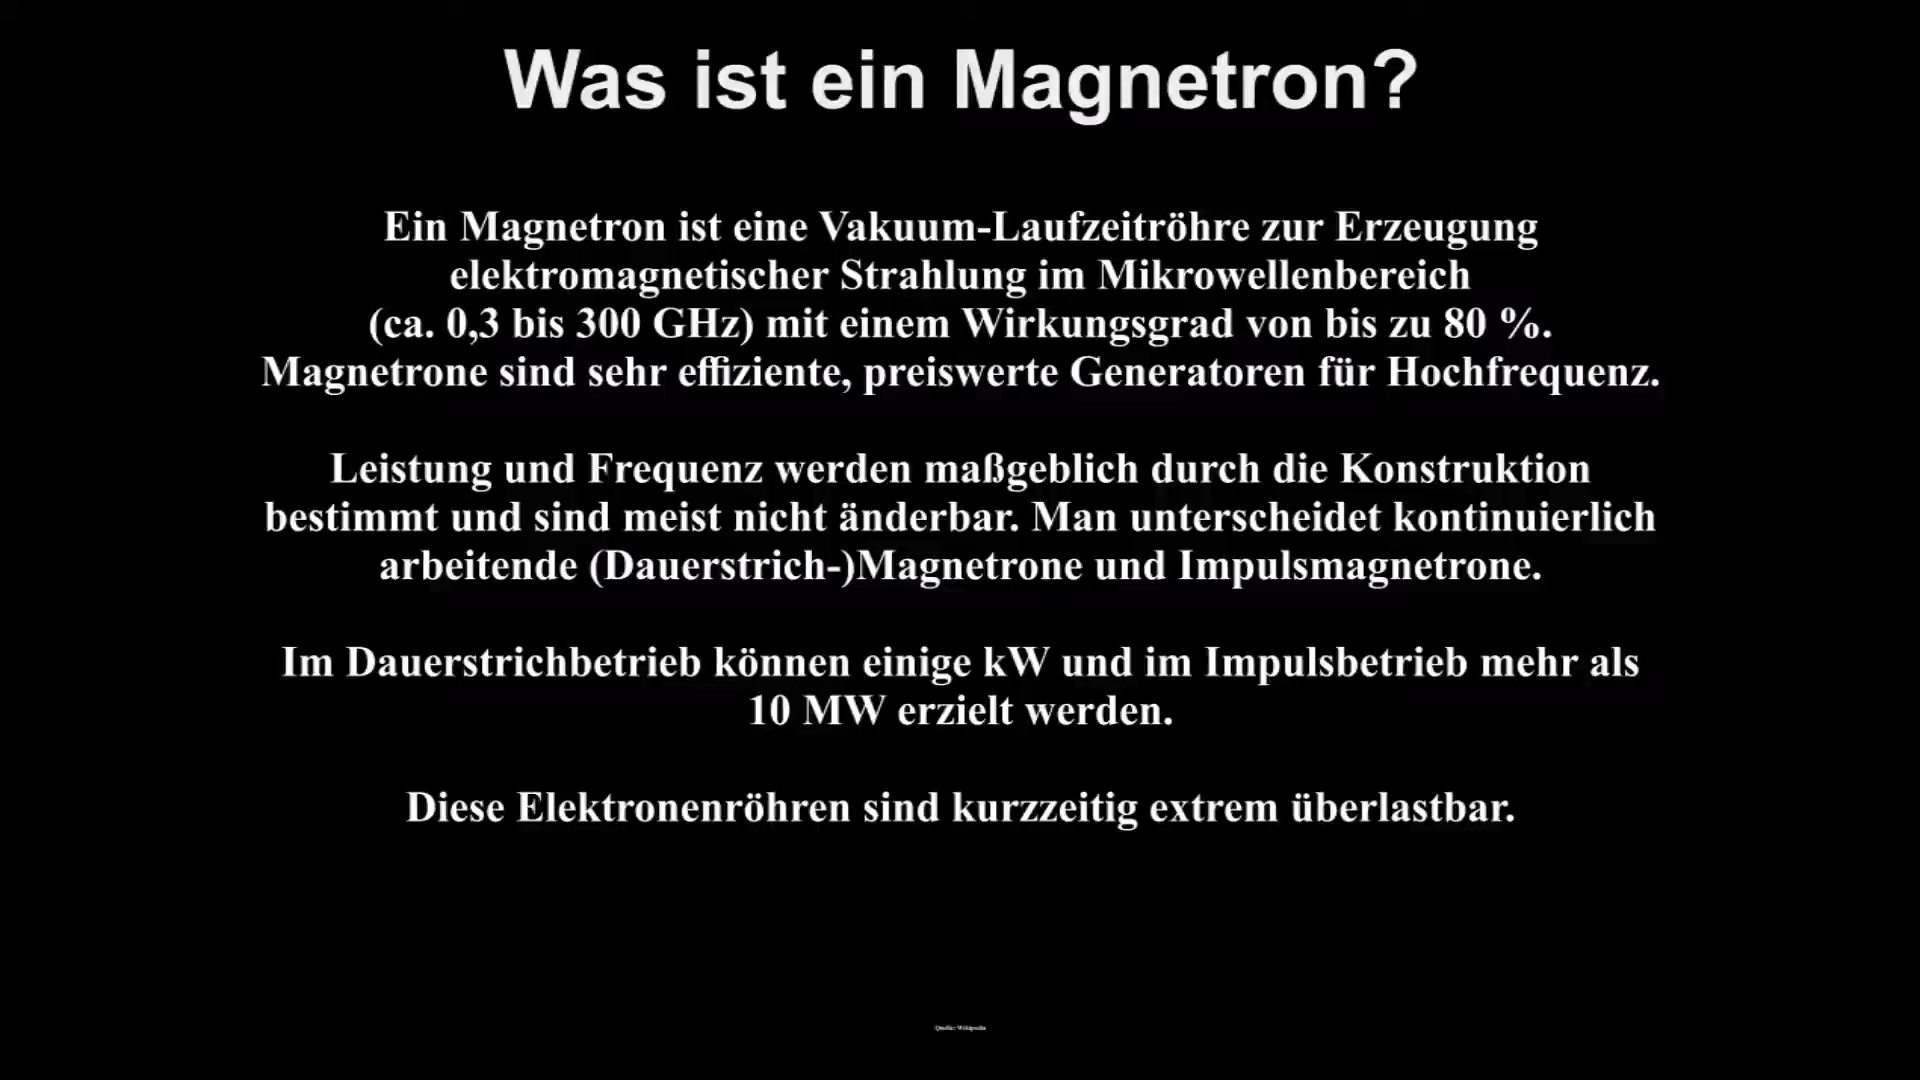 Was ist ein Magnetron?
Ein Magnetron ist eine Vakuum-Laufzeitröhre zur Erzeugung
elektromagnetischer Strahlung im Mikrowellenbereich
(ca. 0,3 bis 300 GHz) mit einem Wirkungsgrad von bis zu 80 %.
Magnetrone sind sehr effiziente, preiswerte Generatoren für Hochfrequenz.
Leistung und Frequenz werden maßgeblich durch die Konstruktion
bestimmt und sind meist nicht änderbar. Man unterscheidet kontinuierlich
arbeitende (Dauerstrich-)Magnetrone und Impulsmagnetrone.
Im Dauerstrichbetrieb können einige kW und im Impulsbetrieb mehr als
10 MW erzielt werden.
Diese Elektronenröhren sind kurzzeitig extrem überlastbar.
Quelle: Wikipedia